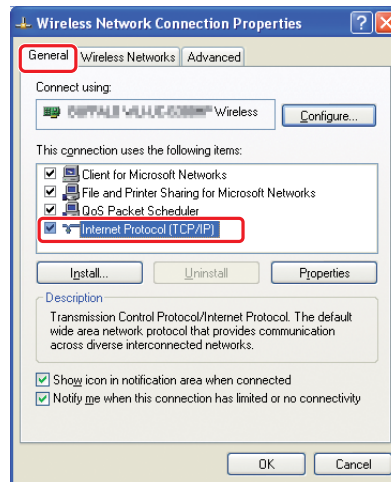 Wireless Network Connection Properties
General Wireless Networks Advanced
Connect using:
Wireless Configure...
This connection uses the following items:
Client for Microsoft Networks
File and Printer Sharing for Microsoft Networks
QoS Packet Scheduler
Internet Protocol (TCP/IP)
Install... Uninstall Properties
Description
Transmission Control Protocol/Internet Protocol. The default
wide area network protocol that provides communication
across diverse interconnected networks.
Show icon in notification area when connected
Notify me when this connection has limited or no connectivity
OK Cancel